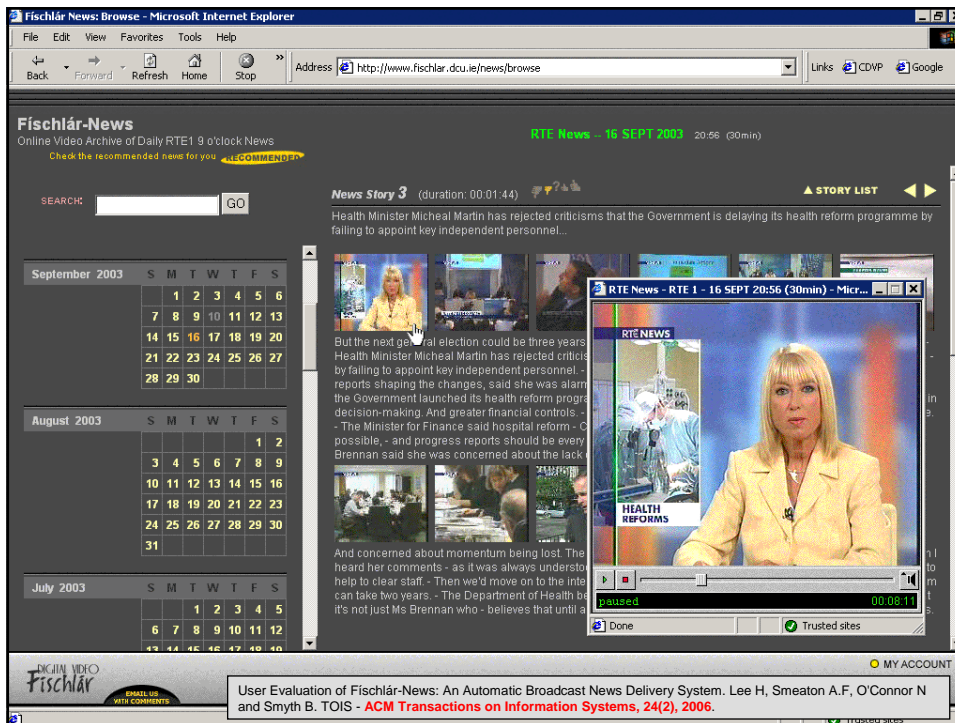 Físchlár News: Browse - Microsoft Internet Explorer
File Edit View Favorites Tools Help
Back Forward Refresh Home Stop » Address http://www.fischlar.dcu.ie/news/browse Links CDVP Google
Físchlár-News
Online Video Archive of Daily RTE1 9 o'clock News
Check the recommended news for you RECOMMENDED
RTE News -- 16 SEPT 2003 20:56 (30min)
SEARCH: GO
News Story 3 (duration: 00:01:44) ? STORY LIST
Health Minister Micheal Martin has rejected criticisms that the Government is delaying its health reform programme by
failing to appoint key independent personnel...
September 2003 S M T W T F S
1 2 3 4 5 6
7 8 9 10 11 12 13
14 15 16 17 18 19 20
21 22 23 24 25 26 27
28 29 30
August 2003 S M T W T F S
1 2
3 4 5 6 7 8 9
10 11 12 13 14 15 16
17 18 19 20 21 22 23
24 25 26 27 28 29 30
31
July 2003 S M T W T F S
1 2 3 4 5
6 7 8 9 10 11 12
13 14 15 16 17 18 19
But the next general election could be three years
Health Minister Micheal Martin has rejected
by failing to appoint key independent personnel. -
reports shaping the changes, said she was
the Government launched its health reform in
decision-making. And greater financial controls. -
- The Minister for Finance said hospital reform -
possible, - and progress reports should be every
Brennan said she was concerned about the lack
And concerned about momentum being lost. The I
heard her comments - as it was always to
help to clear staff. - Then we'd move on to the
can take two years. - The Department of Health
it's not just Ms Brennan who - believes that until a
RTE News - RTE 1 - 16 SEPT 20:56 (30min) - Micr...
RTÉ NEWS
HEALTH
REFORMS
paused 00:08:11
Done Trusted sites
DIGITAL VIDEO
Físchlár
EMAIL US
WITH COMMENTS
MY ACCOUNT
User Evaluation of Físchlár-News: An Automatic Broadcast News Delivery System. Lee H, Smeaton A.F, O'Connor N
and Smyth B. TOIS - ACM Transactions on Information Systems, 24(2), 2006.
Trusted sites